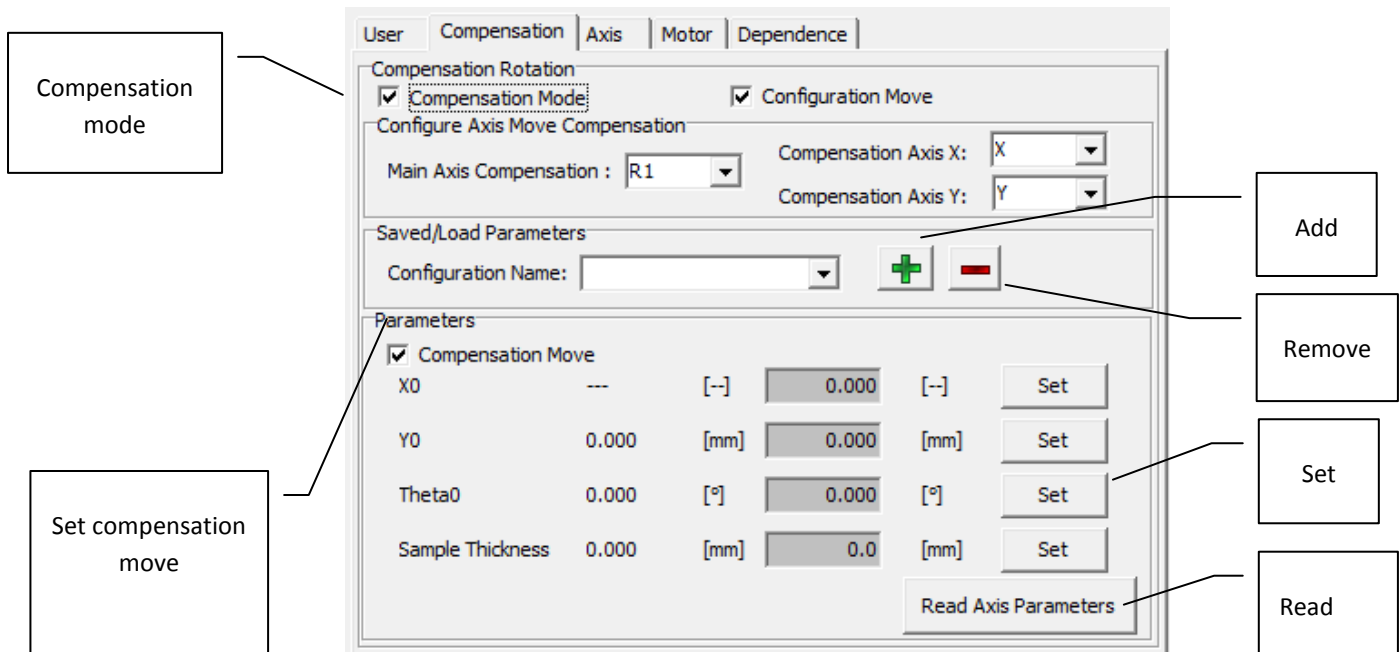 User Compensation Axis Motor Dependence
Compensation Rotation
Compensation Mode Configuration Move
Configure Axis Move Compensation
Main Axis Compensation : R1
Compensation Axis X: X
Compensation Axis Y: Y
Saved/Load Parameters
Configuration Name:
Parameters
Compensation Move
X0 --- [--] 0.000 [--] Set
Y0 0.000 [mm] 0.000 [mm] Set
Theta0 0.000 [°] 0.000 [°] Set
Sample Thickness 0.000 [mm] 0.0 [mm] Set
Read Axis Parameters
Compensation
mode
Set compensation
move
Add
Remove
Set
Read